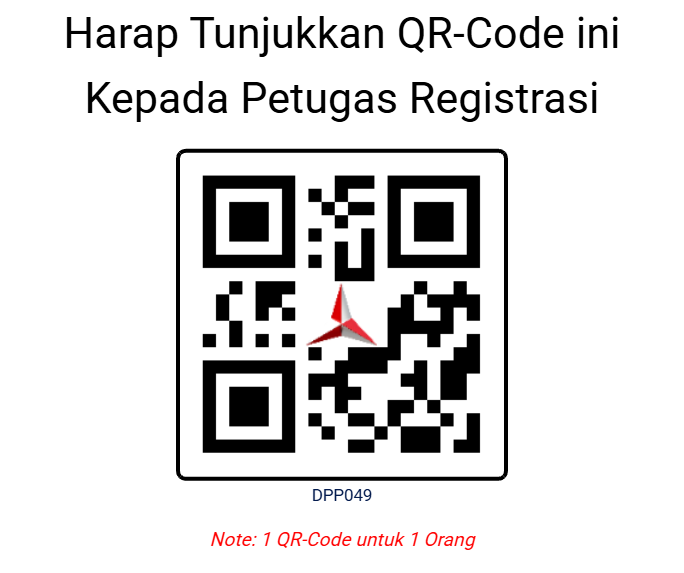 Harap Tunjukkan QR-Code ini
Kepada Petugas Registrasi
DPP049
Note: 1 QR-Code untuk 1 Orang